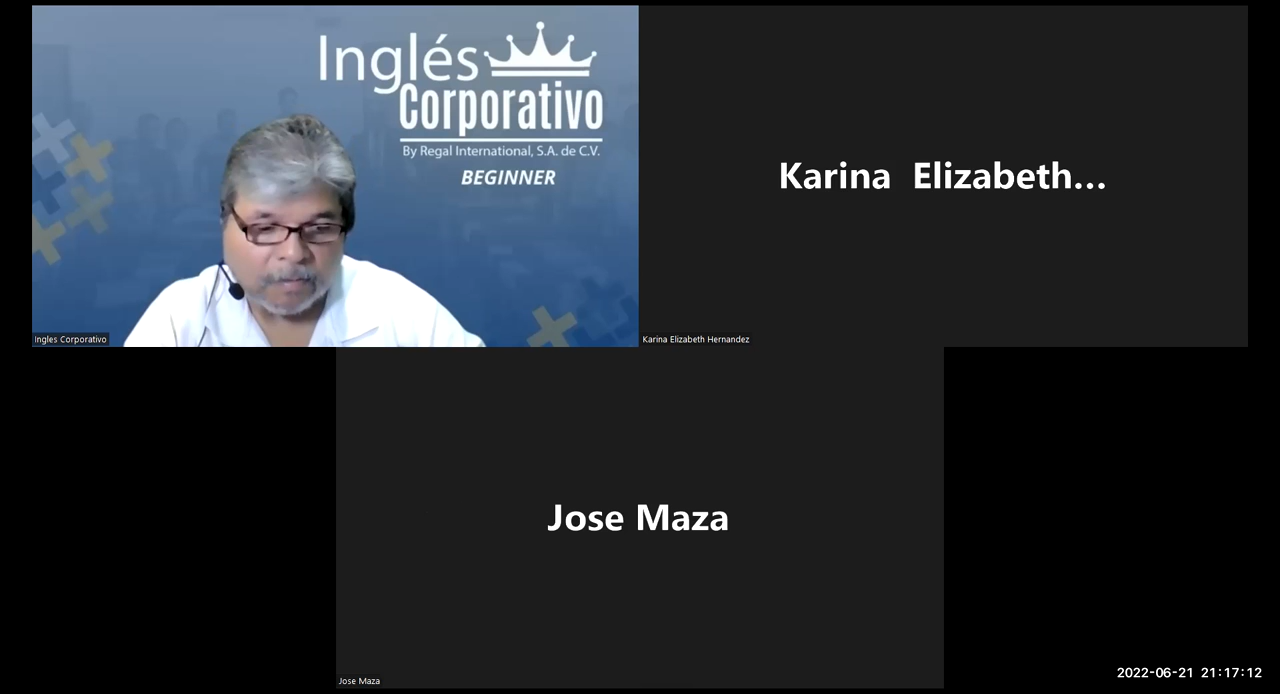 Inglés
Corporativo
By Regal International, S.A. de C.V.
BEGINNER
Ingles Corporativo
Karina Elizabeth...
Karina Elizabeth Hernandez
Jose Maza
Jose Maza
2022-06-21 21:17:12